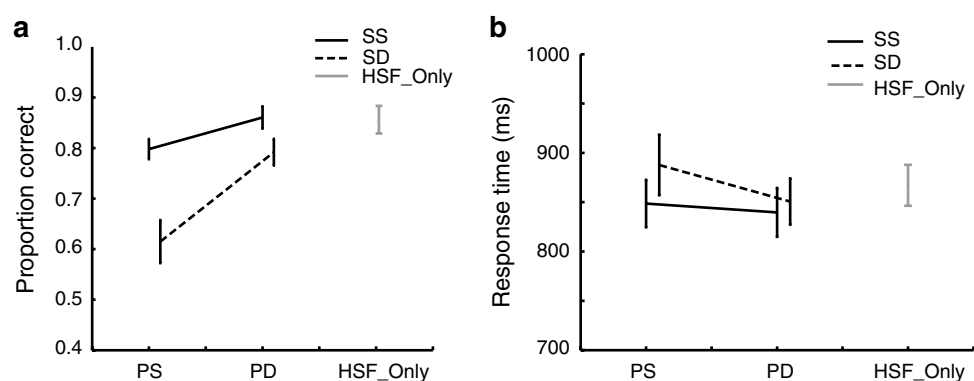 a
Proportion correct
1.0
0.9
0.8
0.7
0.6
0.5
0.4
PS
PD
HSF_Only
SS
SD
HSF_Only
b
Response time (ms)
1000
900
800
700
PS
PD
HSF_Only
SS
SD
HSF_Only